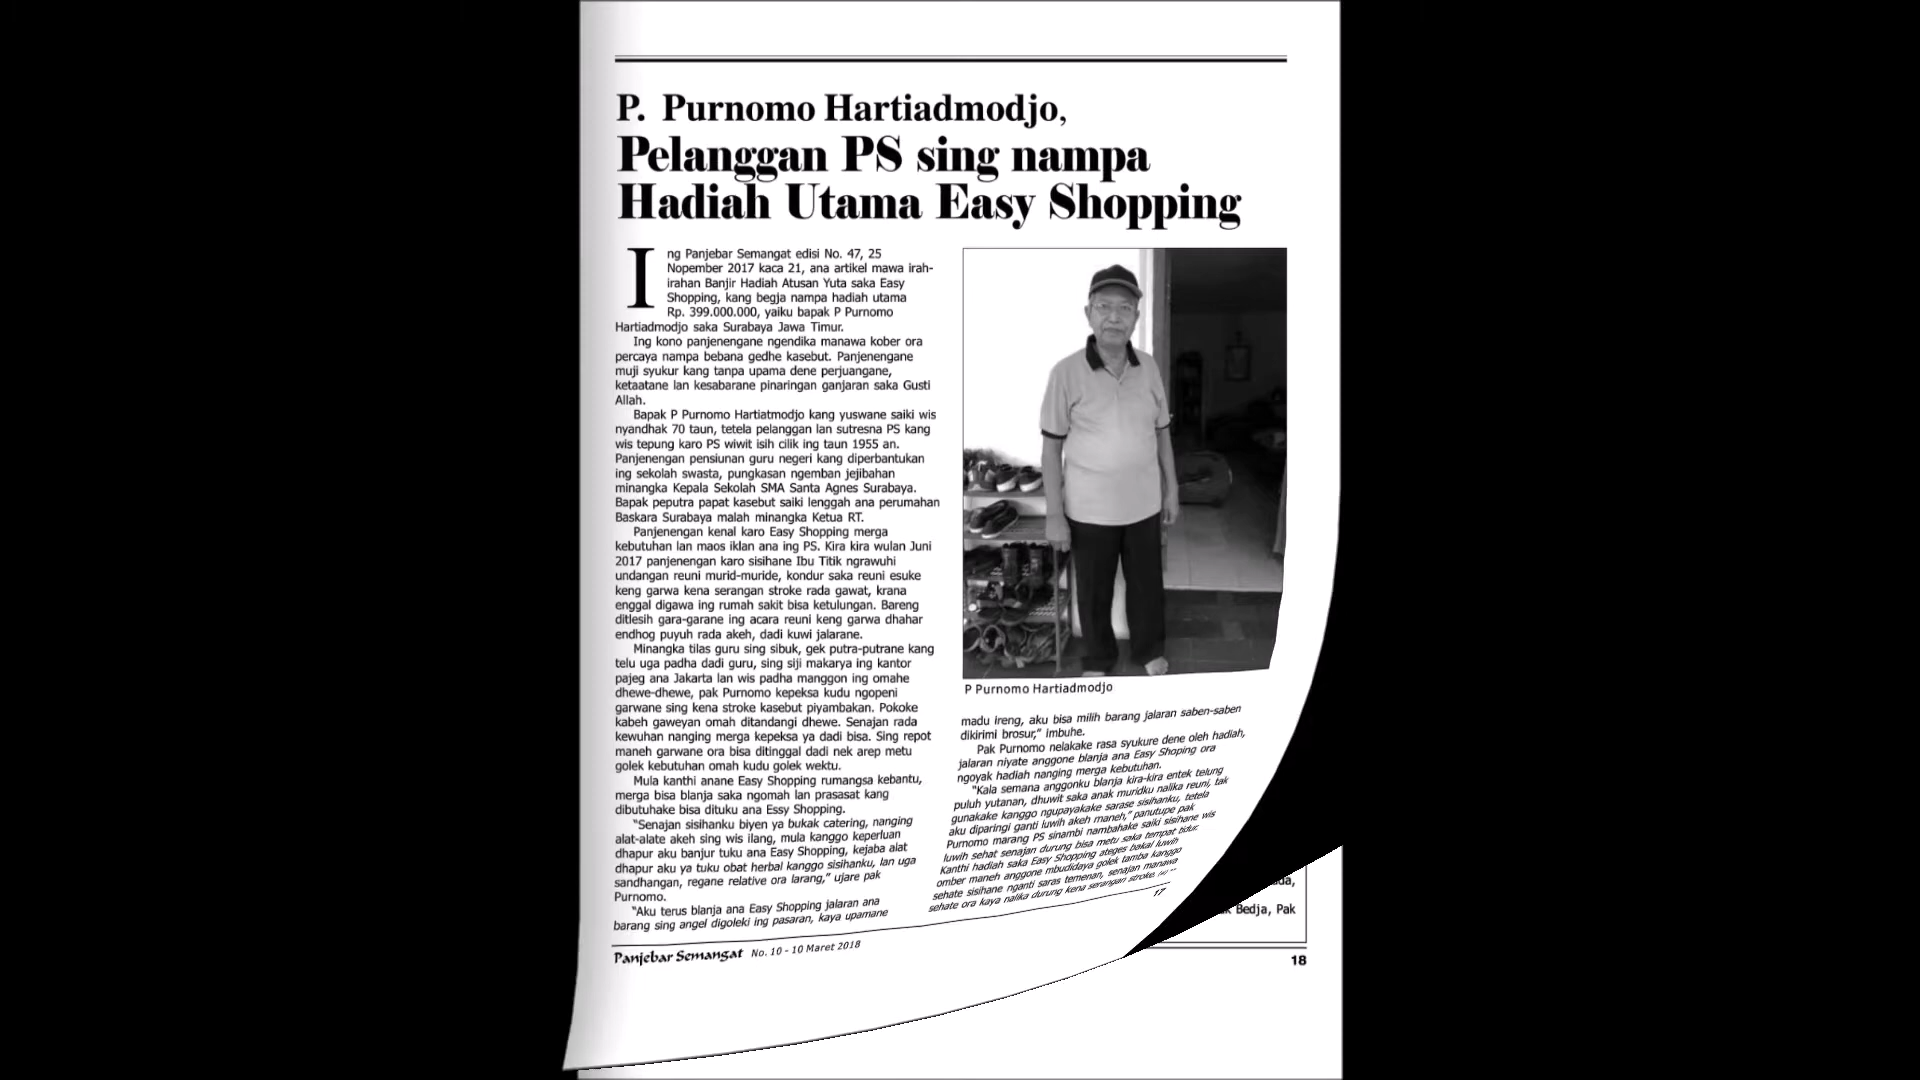 P. Purnomo Hartiadmodjo,
Pelanggan PS sing nampa
Hadiah Utama Easy Shopping
Ing Panjebar Semangat edisi No. 47, 25
Nopember 2017 kaca 21, ana artikel mawa irah-
irahan Banjir Hadiah Atusan Yuta saka Easy
Shopping, kang begja nampa hadiah utama
Rp. 399.000.000, yaiku bapak P Purnomo
Hartiadmodjo saka Surabaya Jawa Timur.
Ing kono panjenengane ngendika manawa kober ora
percaya nampa bebana gedhe kasebut. Panjenengane
muji syukur kang tanpa upama dene perjuangane,
ketaatane lan kesabarane pinaringan ganjaran saka Gusti
Allah.
Bapak P Purnomo Hartiatmodjo kang yuswane saiki wis
nyandhak 70 taun, tetela pelanggan lan sutresna PS kang
wis tepung karo PS wiwit isih cilik ing taun 1955 an.
Panjenengan pensiunan guru negeri kang diperbantukan
ing sekolah swasta, pungkasan ngemban jejibahan
minangka Kepala Sekolah SMA Santa Agnes Surabaya.
Bapak peputra papat kasebut saiki lenggah ana perumahan
Baskara Surabaya malah minangka Ketua RT.
Panjenengan kenal karo Easy Shopping merga
kebutuhan lan maos iklan ana ing PS. Kira kira wulan Juni
2017 panjenengan karo sisihane Ibu Titik ngrawuhi
undangan reuni murid-muride, kondur saka reuni esuke
keng garwa kena serangan stroke rada gawat, krana
enggal digawa ing rumah sakit bisa ketulungan. Bareng
ditlesih gara-garane ing acara reuni keng garwa dhahar
endhog puyuh rada akeh, dadi kuwi jalarane.
Minangka tilas guru sing sibuk, gek putra-putrane kang
telu uga padha dadi guru, sing siji makarya ing kantor
pajeg ana Jakarta lan wis padha manggon ing omahe
dhewe-dhewe, pak Purnomo kepeksa kudu ngopeni
garwane sing kena stroke kasebut piyambakan. Pokoke
kabeh gaweyan omah ditandangi dhewe. Senajan rada
kewuhan nanging merga kepeksa ya dadi bisa. Sing repot
maneh garwane ora bisa ditinggal dadi nek arep metu
golek kebutuhan omah kudu golek wektu.
Mula kanthi anane Easy Shopping rumangsa kebantu,
merga bisa blanja saka ngomah lan prasasat kang
dibutuhake bisa dituku ana Essy Shopping.
“Senajan sisihanku biyen ya bukak catering, nanging
alat-alate akeh sing wis ilang, mula kanggo keperluan
dhapur aku banjur tuku ana Easy Shopping, kejaba alat
dhapur aku ya tuku obat herbal kanggo sisihanku, lan uga
sandhangan, regane relative ora larang,” ujare pak
Purnomo.
“Aku terus blanja ana Easy Shopping jalaran ana
barang sing angel digoleki ing pasaran, kaya upamane
P Purnomo Hartiadmodjo
madu ireng, aku bisa milih barang jalaran saben-saben
dikirimi brosur,” imbuhe.
Pak Purnomo nelakake rasa syukure dene oleh hadiah,
jalaran niyate anggone blanja ana Easy Shoping ora
ngoyak hadiah nanging merga kebutuhan.
“Kala semana anggonku blanja kira-kira entek telung
puluh yutanan, dhuwit saka anak muridku nalika reuni, tak
gunakake kanggo ngupayakake sarase sisihanku, tetela
aku diparingi ganti luwih akeh maneh,” panutupe pak
Purnomo marang PS sinambi nambahake saiki sisihane wis
luwih sehat senajan durung bisa metu saka tempat tidur.
Kanthi hadiah saka Easy Shopping ateges bakal luwih
omber maneh anggone mbudidaya golek tamba kanggo
sehate sisihane nganti saras temenan, senajan manawa
sehate ora kaya nalika durung kena serangan stroke.
17
Panjebar Semangat No. 10 - 10 Maret 2018
Bedja, Pak
18